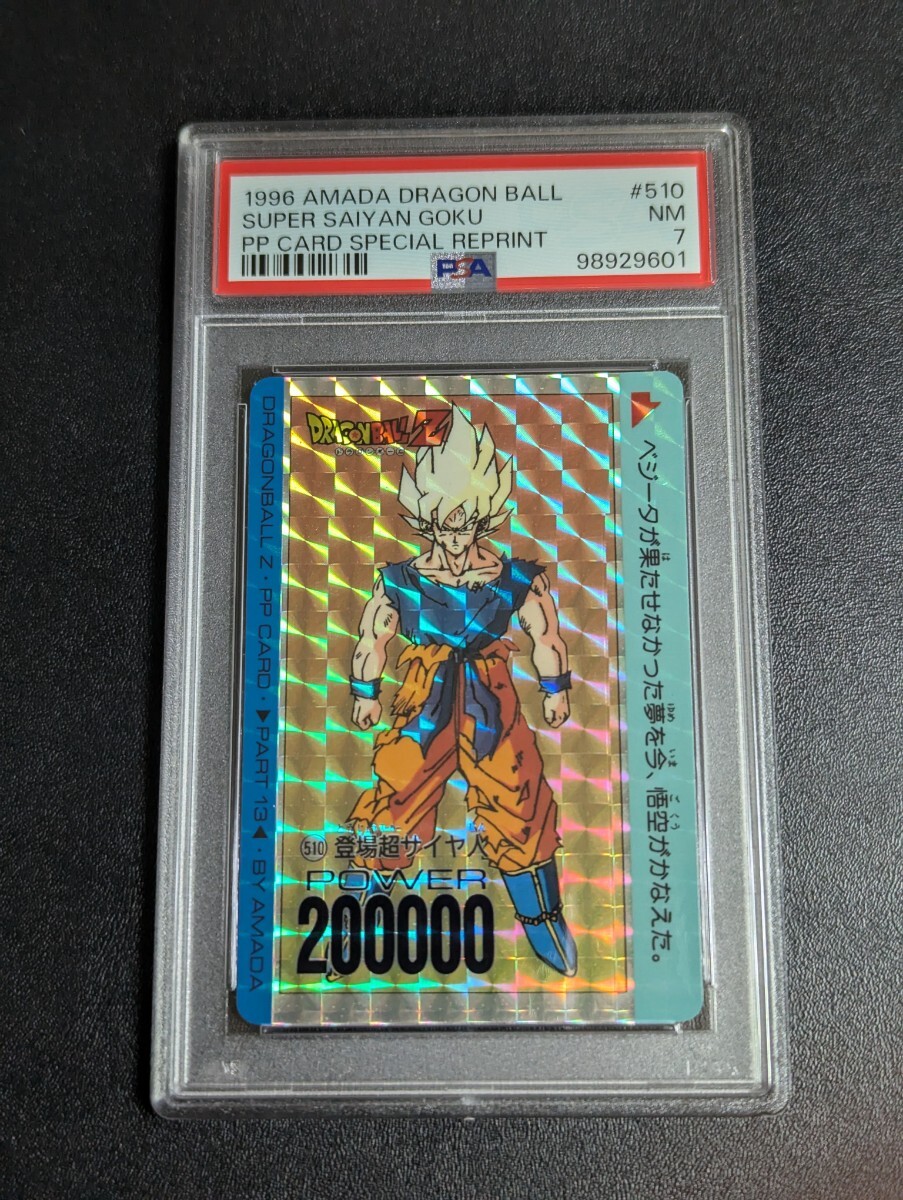 1996 AMADA DRAGON BALL #510
SUPER SAIYAN GOKU NM
PP CARD SPECIAL REPRINT 7
PSA 98929601
DRAGONBALL Z
DRAGONBALL Z・PP CARD・▶PART 13◀・BY AMADA
ベジータが果たせなかった夢を今、悟空がかなえた。
510 登場超サイヤ人
POWER
200000